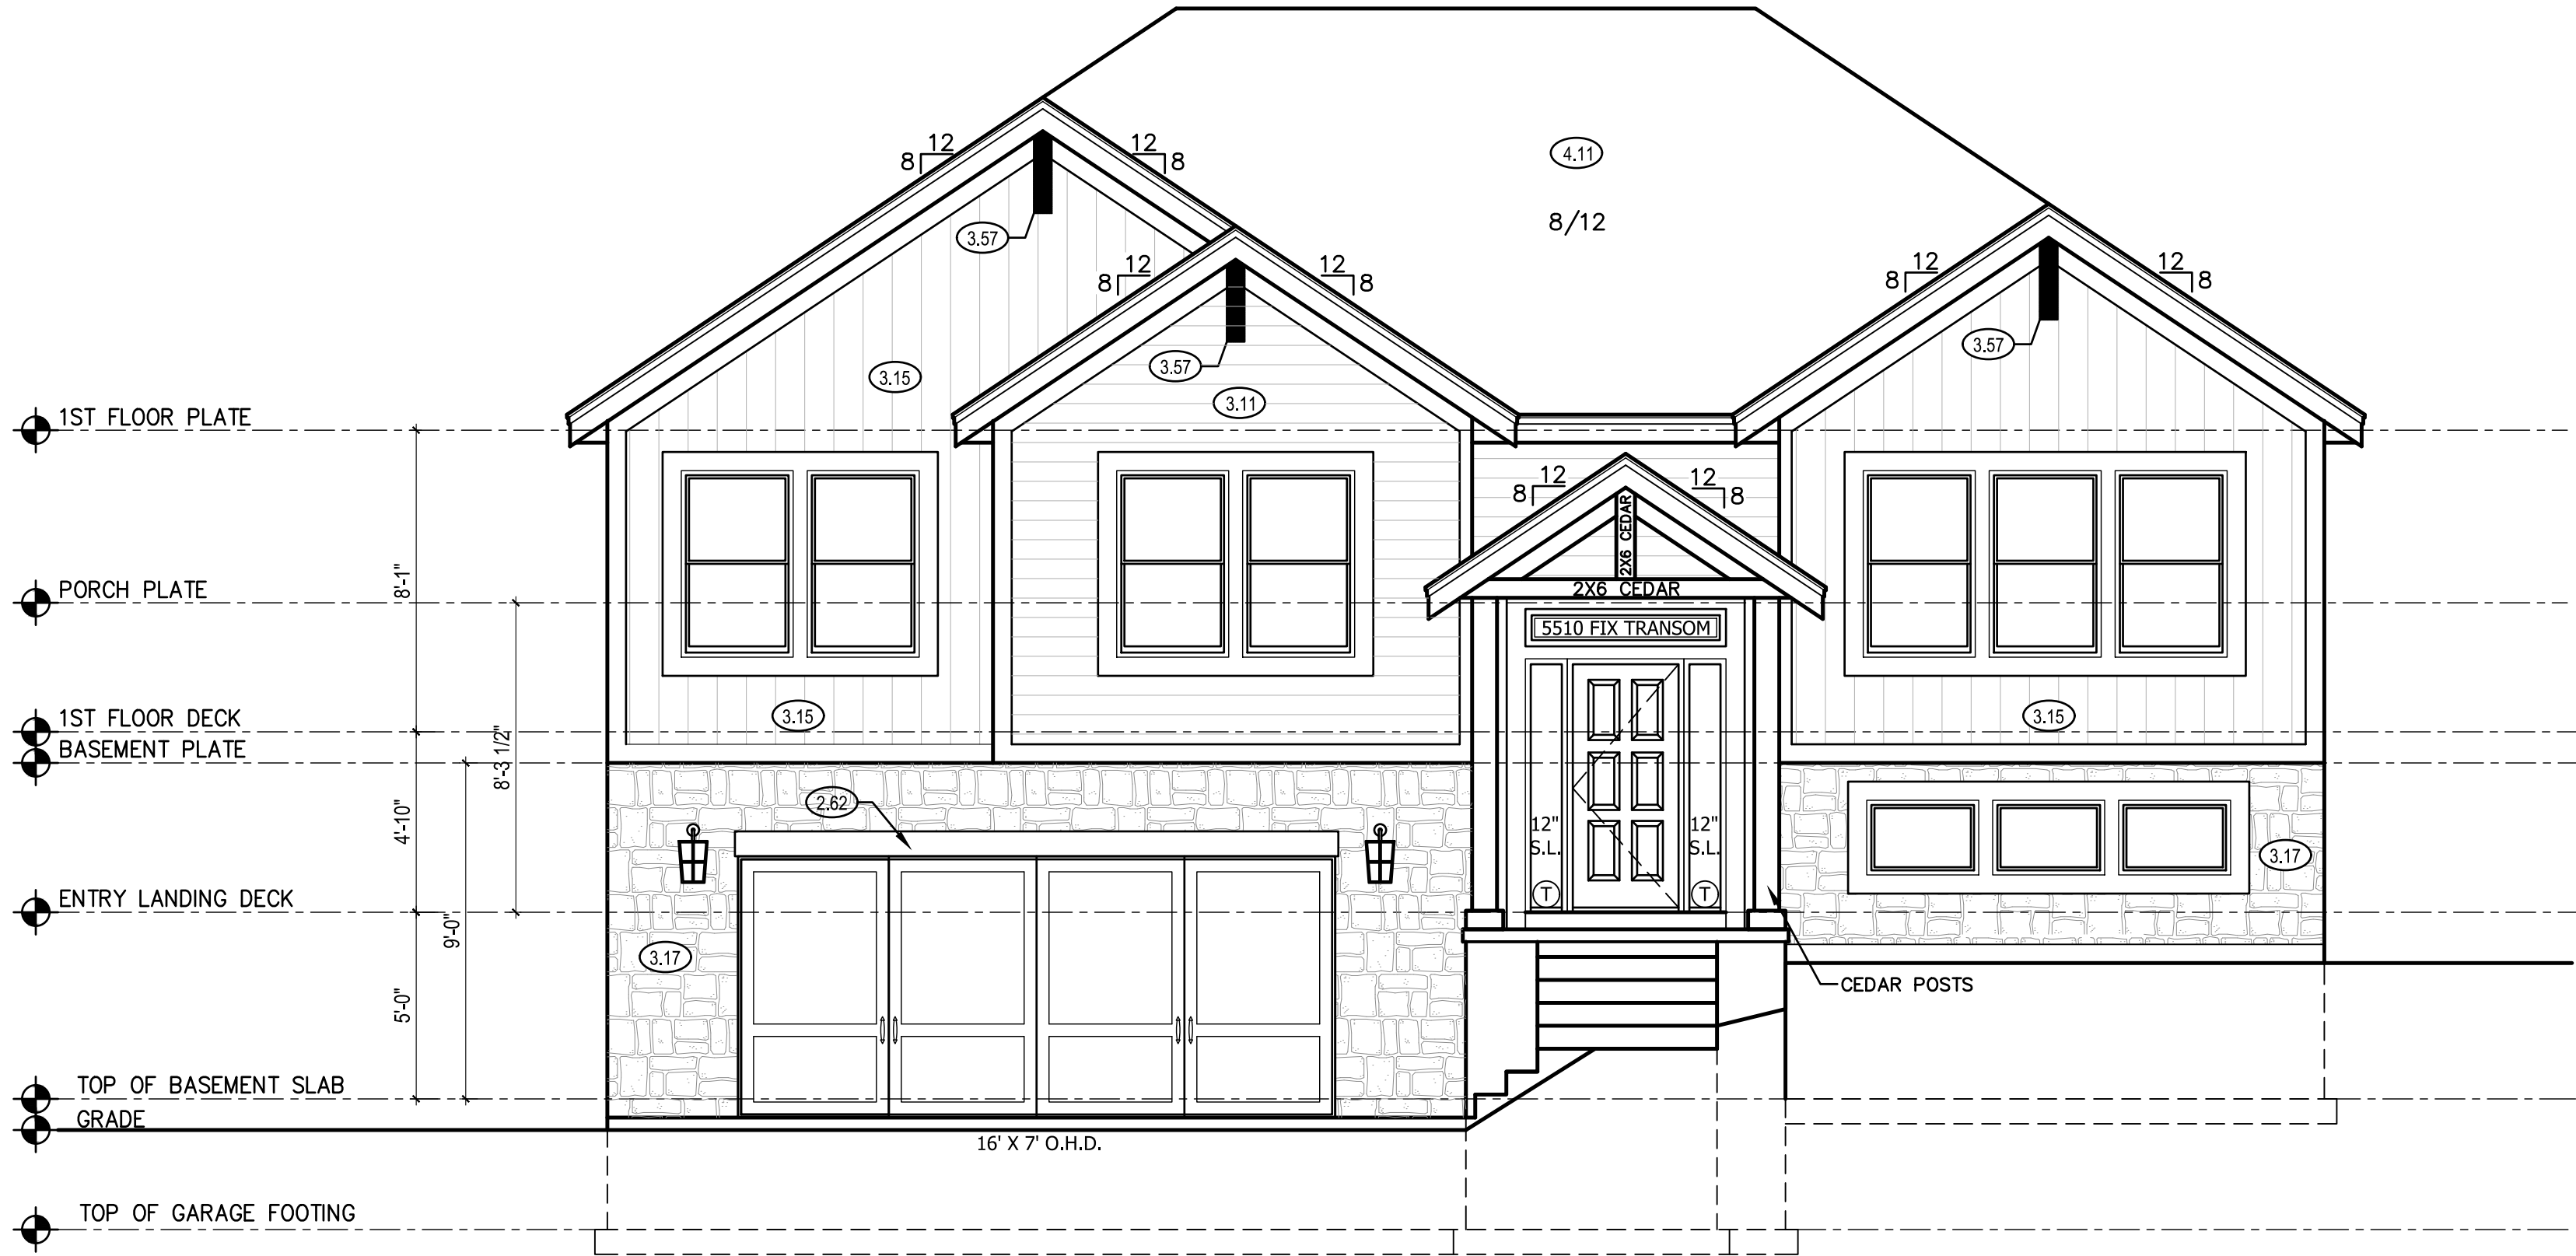 12
8
12
8
4.11
8/12
3.57
12
8
12
8
12
8
12
8
3.57
3.57
3.15
3.11
1ST FLOOR PLATE
12
8
12
8
2X6 CEDAR
2X6 CEDAR
8'-1"
PORCH PLATE
5510 FIX TRANSOM
1ST FLOOR DECK
3.15
3.15
BASEMENT PLATE
8'-3 1/2"
2.62
4'-10"
12"
S.L.
12"
S.L.
3.17
T
T
ENTRY LANDING DECK
9'-0"
3.17
CEDAR POSTS
5'-0"
TOP OF BASEMENT SLAB
GRADE
16' X 7' O.H.D.
TOP OF GARAGE FOOTING